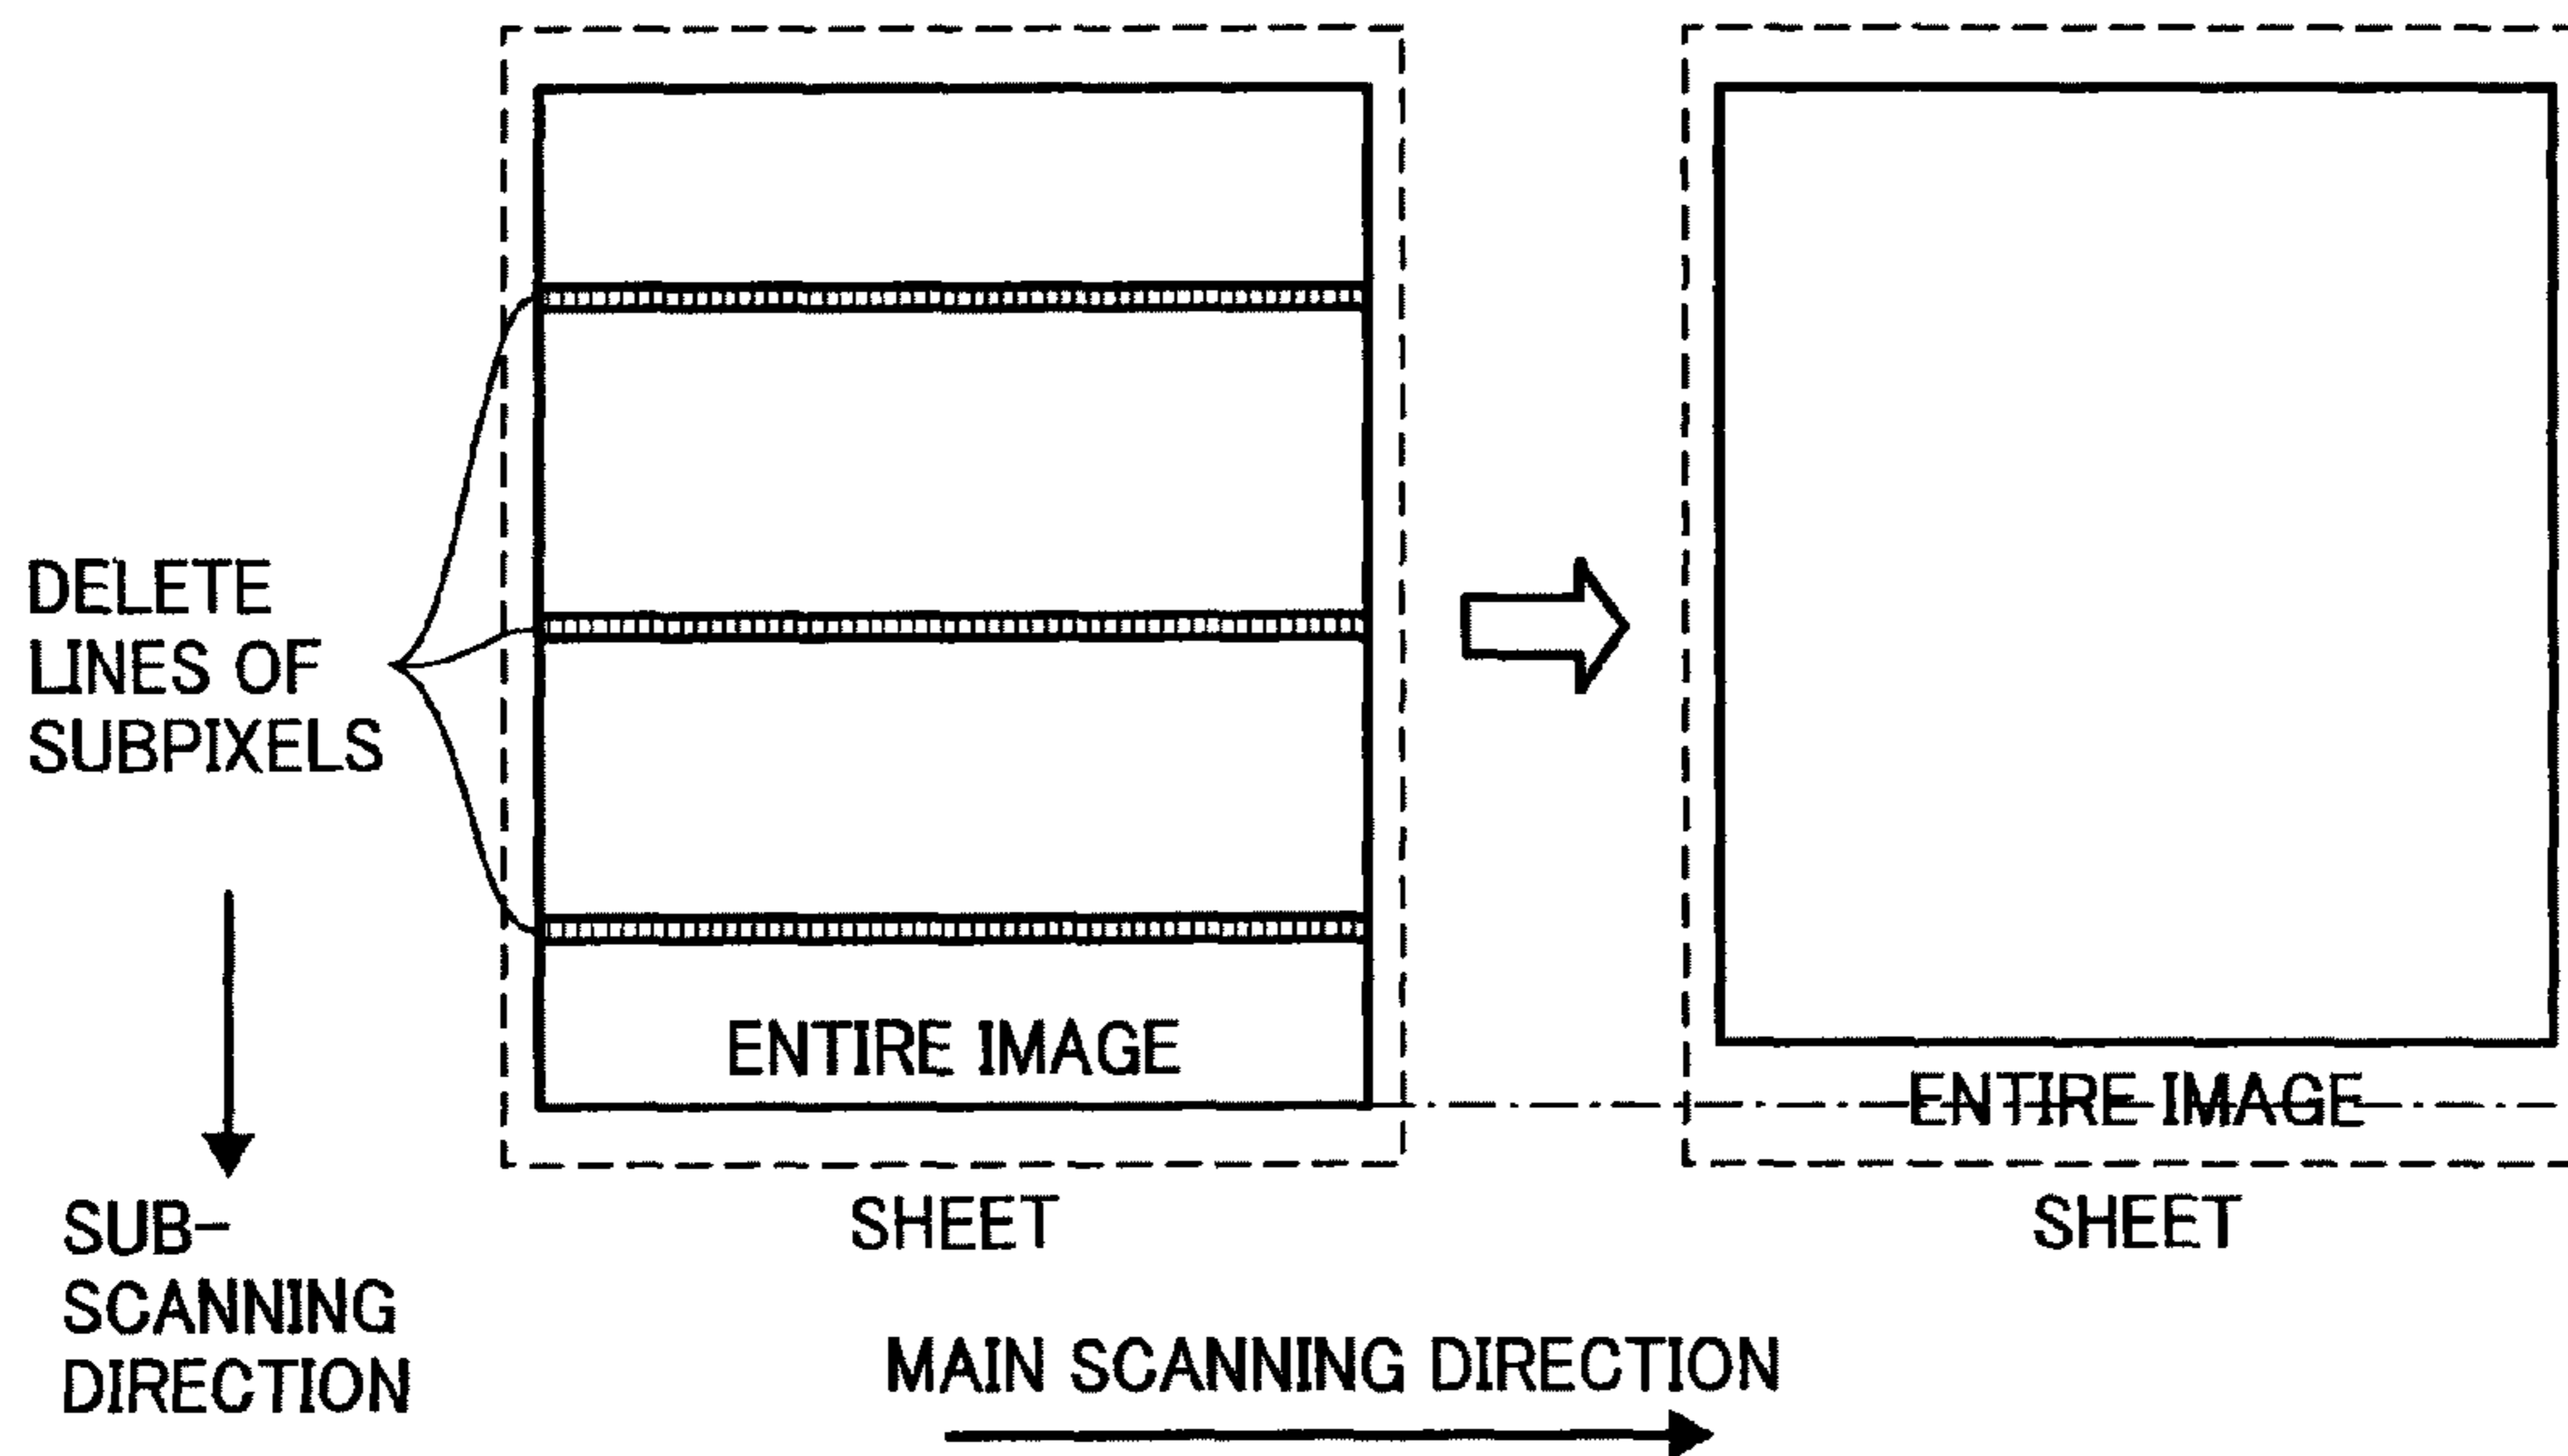 DELETE
LINES OF
SUBPIXELS
ENTIRE IMAGE
ENTIRE IMAGE
SHEET
SHEET
SUB-
SCANNING
DIRECTION
MAIN SCANNING DIRECTION